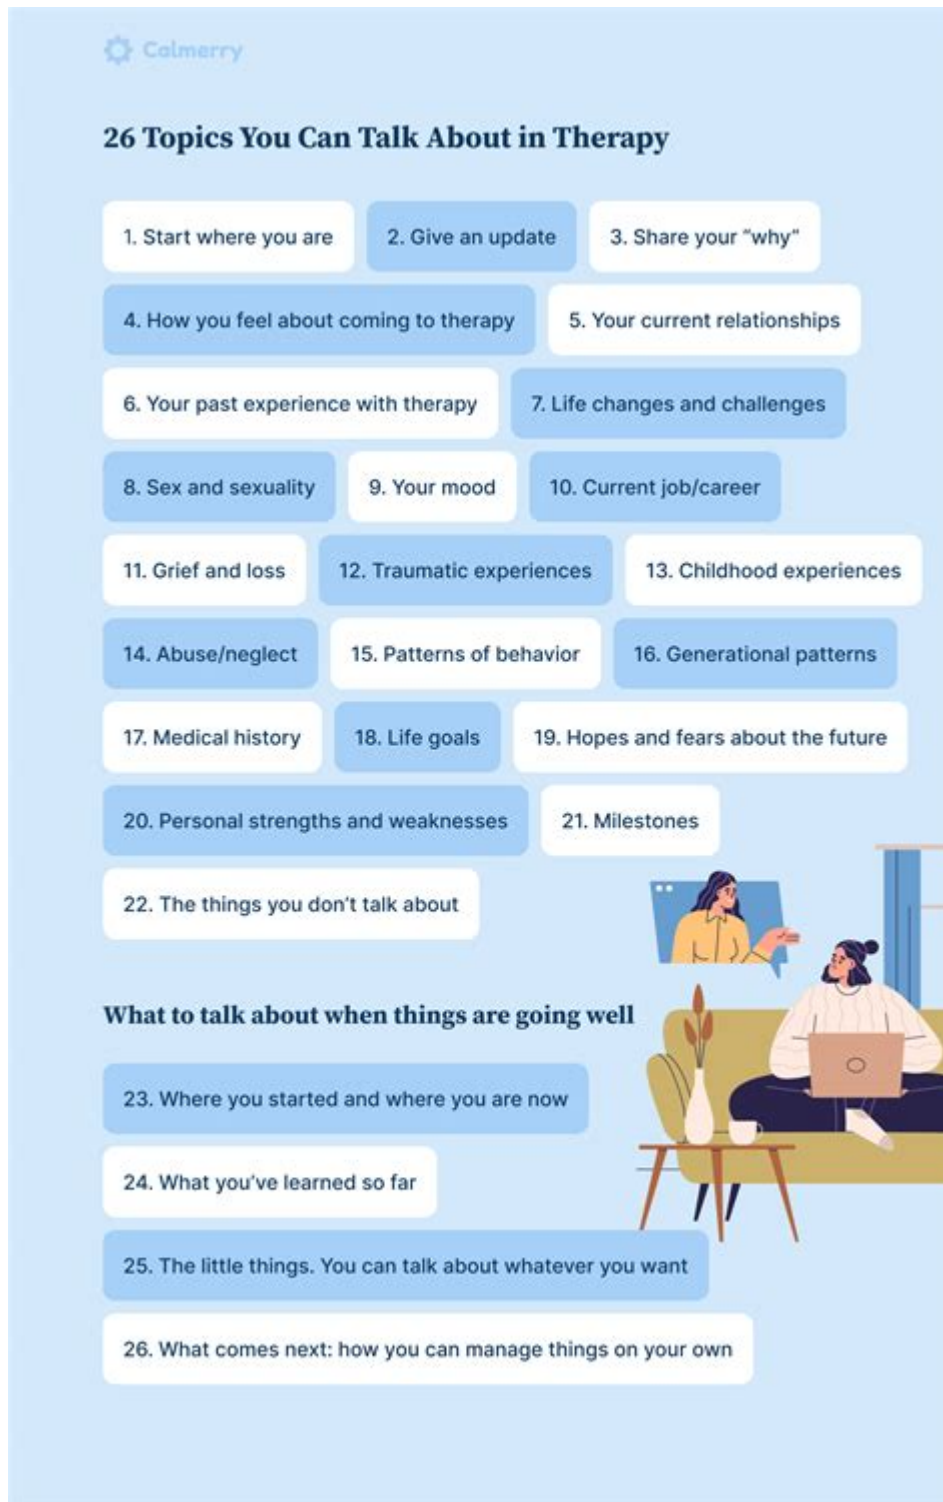 Calmerry
26 Topics You Can Talk About in Therapy
1. Start where you are
2. Give an update
3. Share your “why”
4. How you feel about coming to therapy
5. Your current relationships
6. Your past experience with therapy
7. Life changes and challenges
8. Sex and sexuality
9. Your mood
10. Current job/career
11. Grief and loss
12. Traumatic experiences
13. Childhood experiences
14. Abuse/neglect
15. Patterns of behavior
16. Generational patterns
17. Medical history
18. Life goals
19. Hopes and fears about the future
20. Personal strengths and weaknesses
21. Milestones
22. The things you don’t talk about
What to talk about when things are going well
23. Where you started and where you are now
24. What you’ve learned so far
25. The little things. You can talk about whatever you want
26. What comes next: how you can manage things on your own